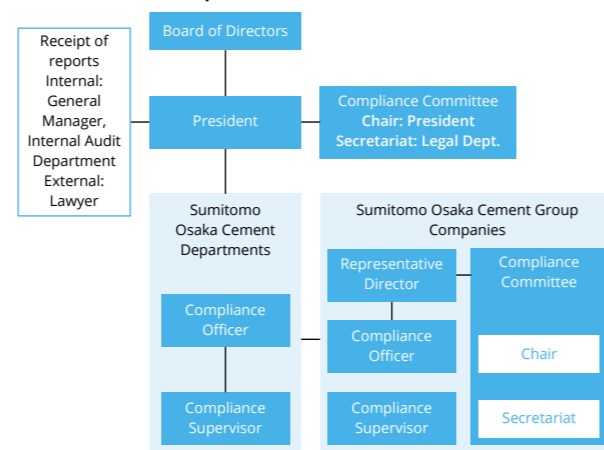 Board of Directors
Receipt of
reports
Internal:
General
Manager,
Internal Audit
Department
External:
Lawyer
President
Compliance Committee
Chair: President
Secretariat: Legal Dept.
Sumitomo
Osaka Cement
Departments
Compliance
Officer
Compliance
Supervisor
Sumitomo Osaka Cement Group
Companies
Representative
Director
Compliance
Officer
Compliance
Supervisor
Compliance
Committee
Chair
Secretariat